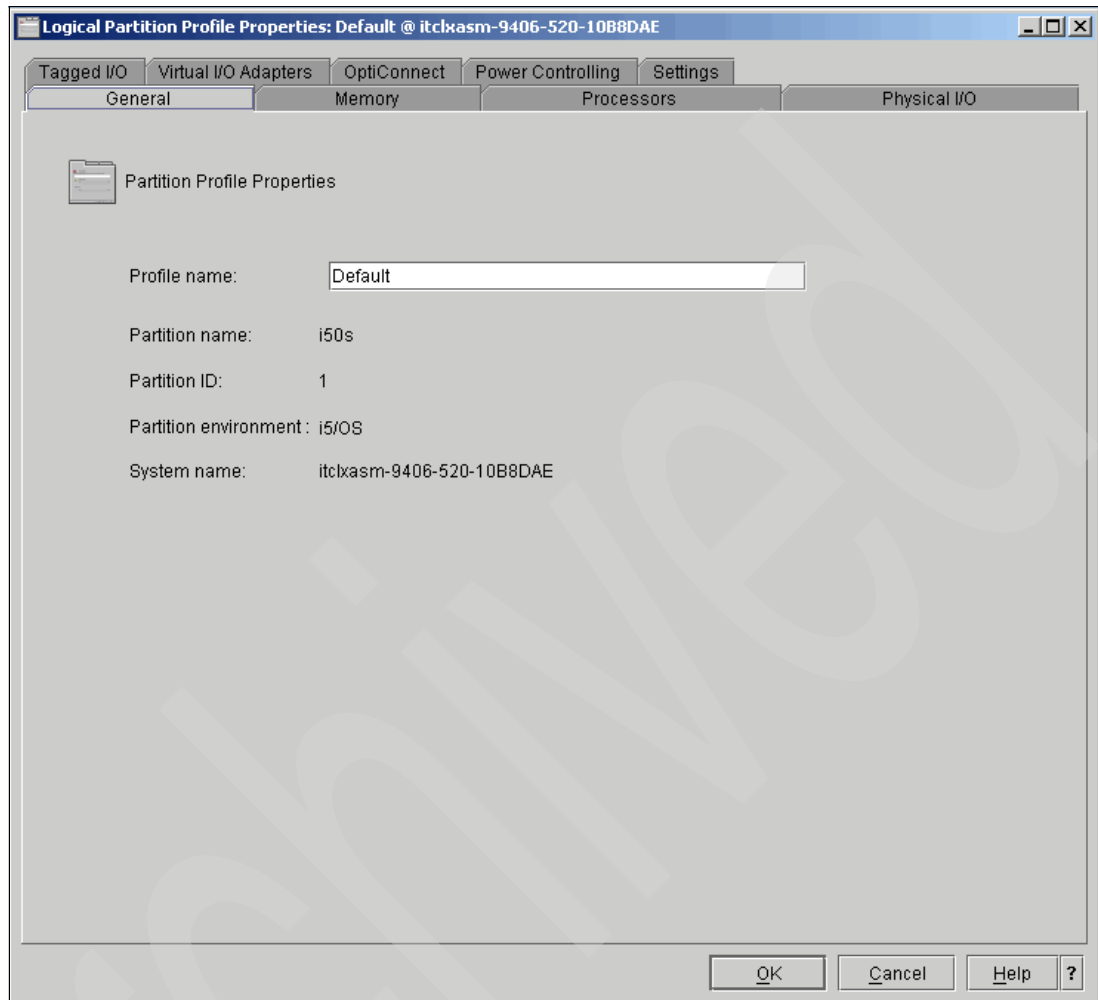 Logical Partition Profile Properties: Default @ itclxasm-9406-520-10B8DAE
Tagged I/O Virtual I/O Adapters OptiConnect Power Controlling Settings
General Memory Processors Physical I/O
Partition Profile Properties
Profile name: Default
Partition name: i50s
Partition ID: 1
Partition environment : i5/OS
System name: itclxasm-9406-520-10B8DAE
OK Cancel Help ?